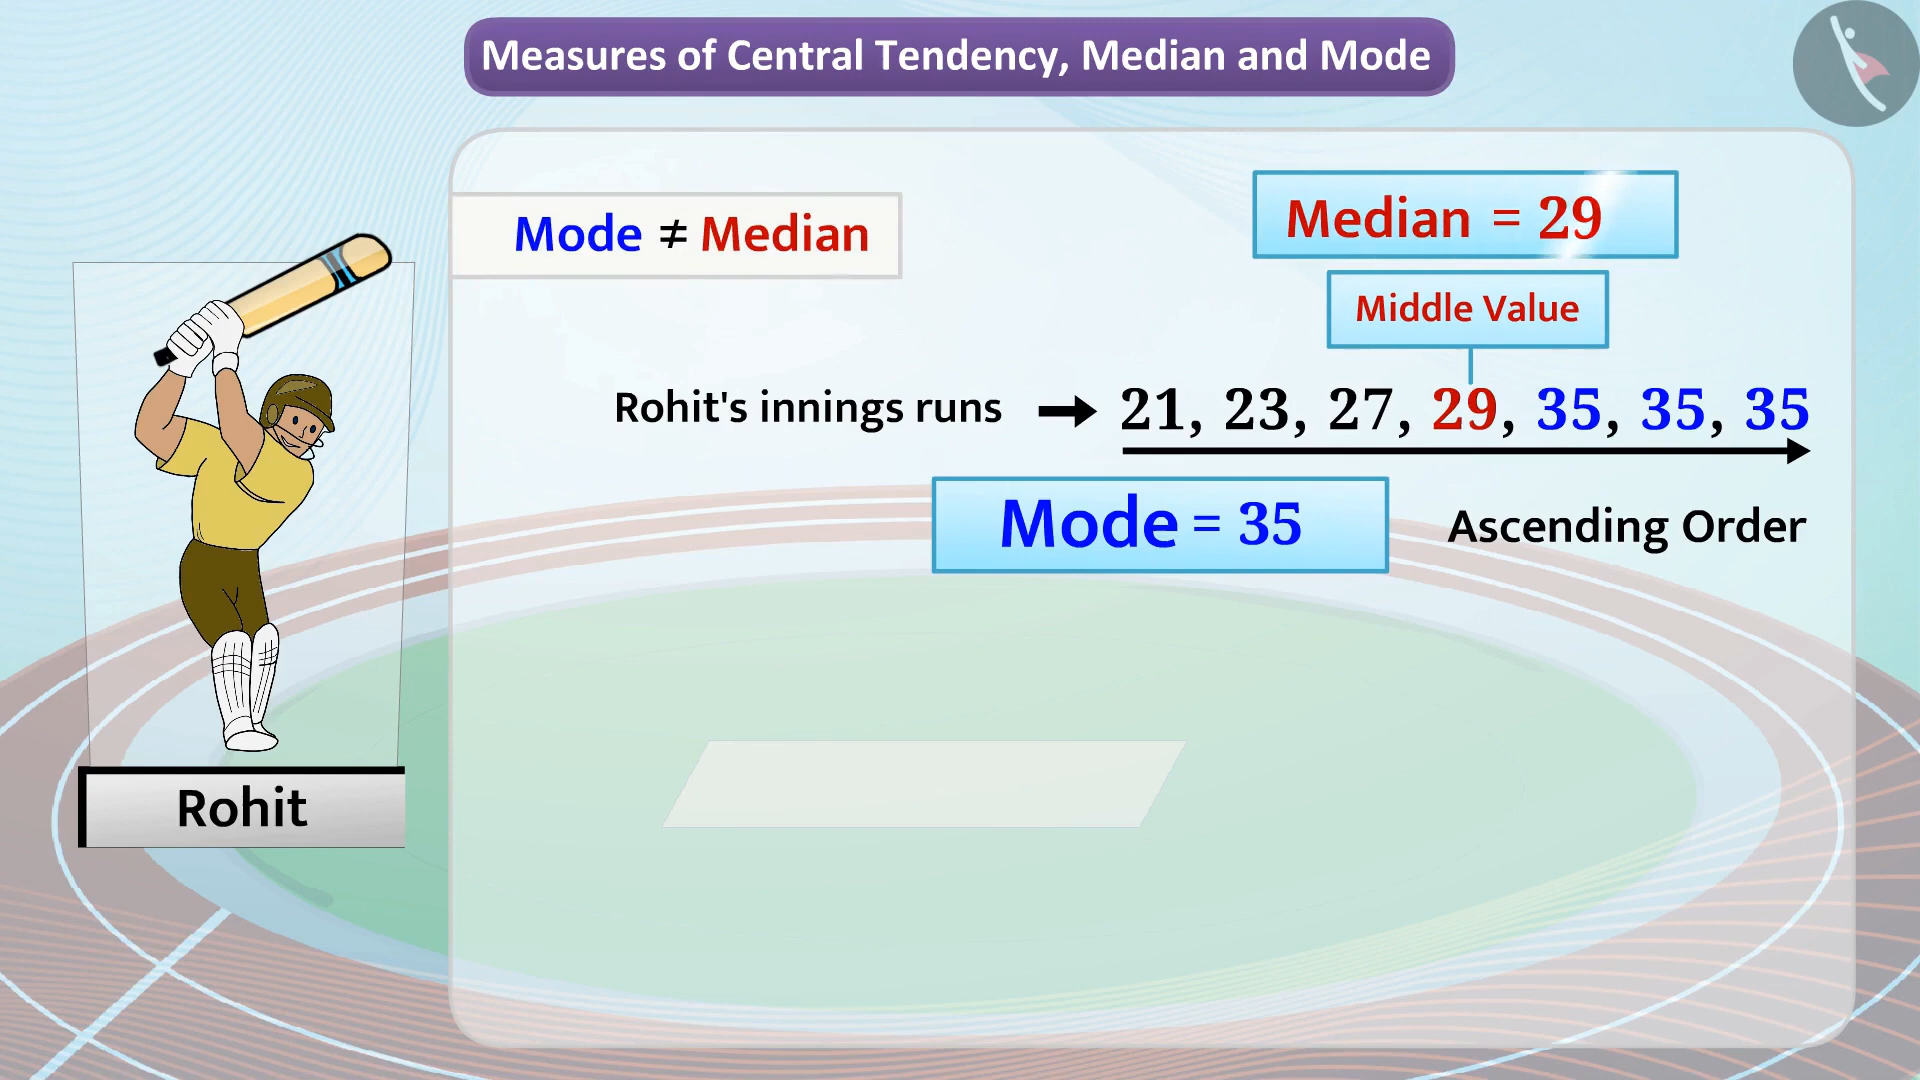 Measures of Central Tendency, Median and Mode
Mode ≠ Median
Median = 29
Middle Value
Rohit's innings runs → 21, 23, 27, 29, 35, 35, 35
Mode = 35
Ascending Order
Rohit